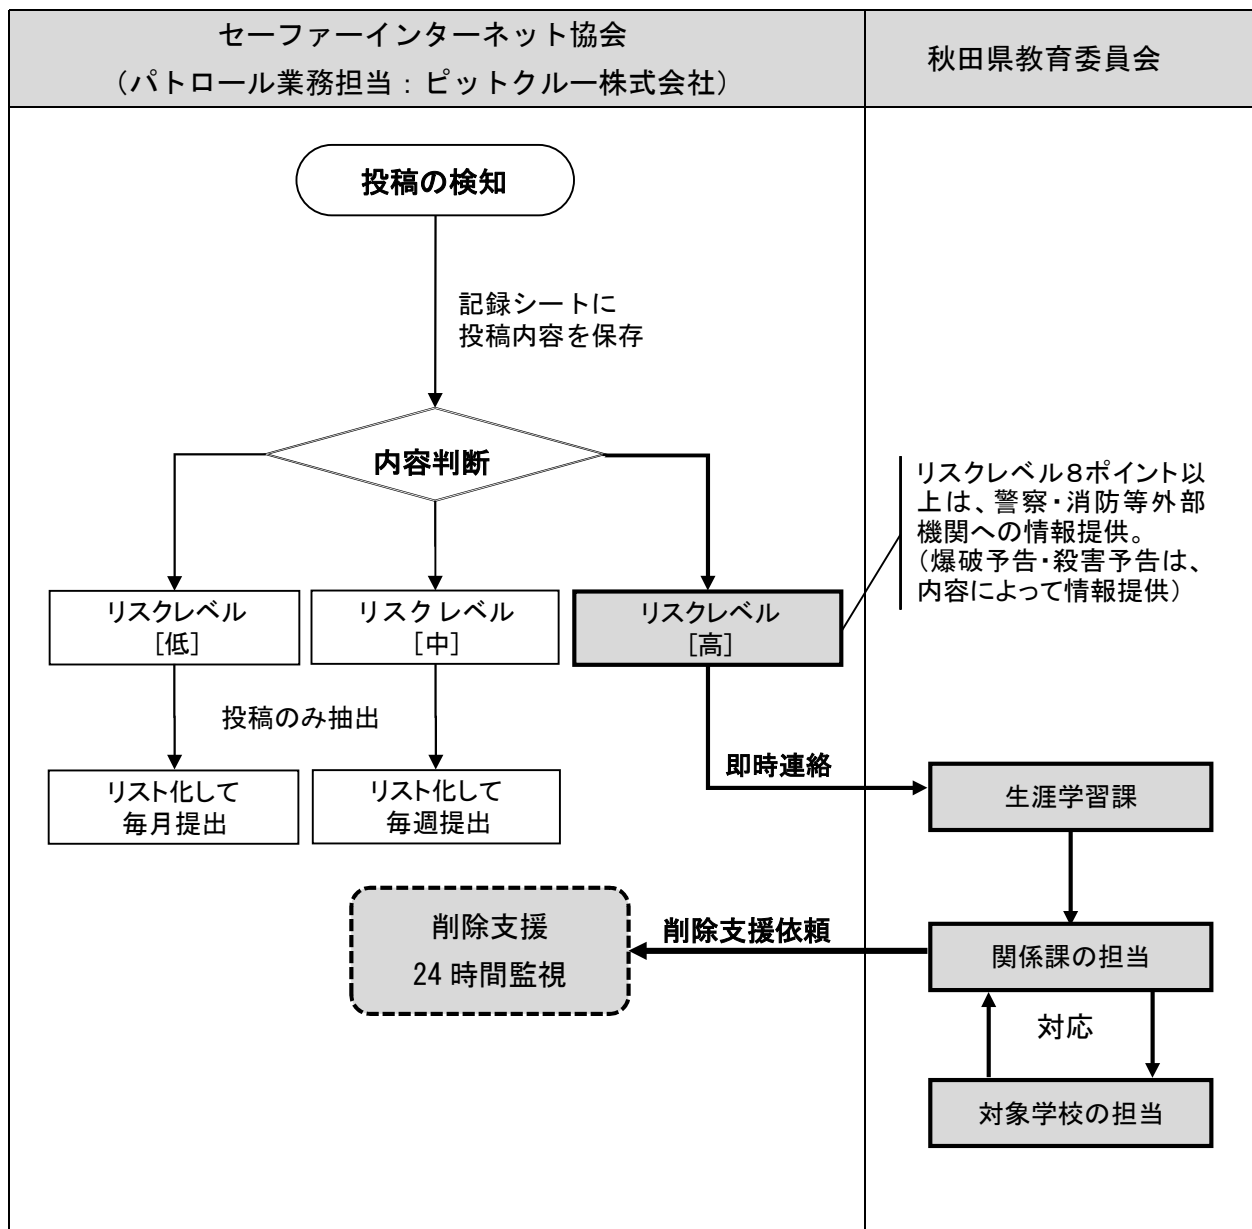 セーファーインターネット協会
（パトロール業務担当：ピットクルー株式会社）
秋田県教育委員会
投稿の検知
記録シートに
投稿内容を保存
内容判断
リスクレベル８ポイント以
上は、警察・消防等外部
機関への情報提供。
（爆破予告・殺害予告は、
内容によって情報提供）
リスクレベル
［低］
リスクレベル
［中］
リスクレベル
［高］
投稿のみ抽出
リスト化して
毎月提出
リスト化して
毎週提出
即時連絡
生涯学習課
削除支援
24 時間監視
削除支援依頼
関係課の担当
対応
対象学校の担当